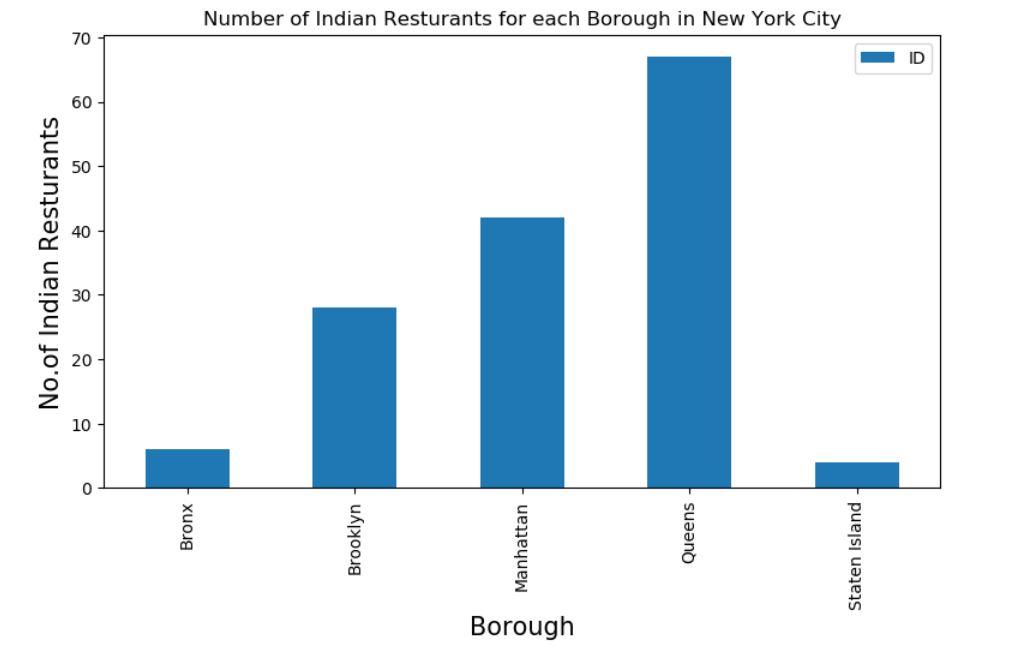 Number of Indian Resturants for each Borough in New York City
ID
No.of Indian Resturants
70
60
50
40
30
20
10
0
Bronx
Brooklyn
Manhattan
Queens
Staten Island
Borough